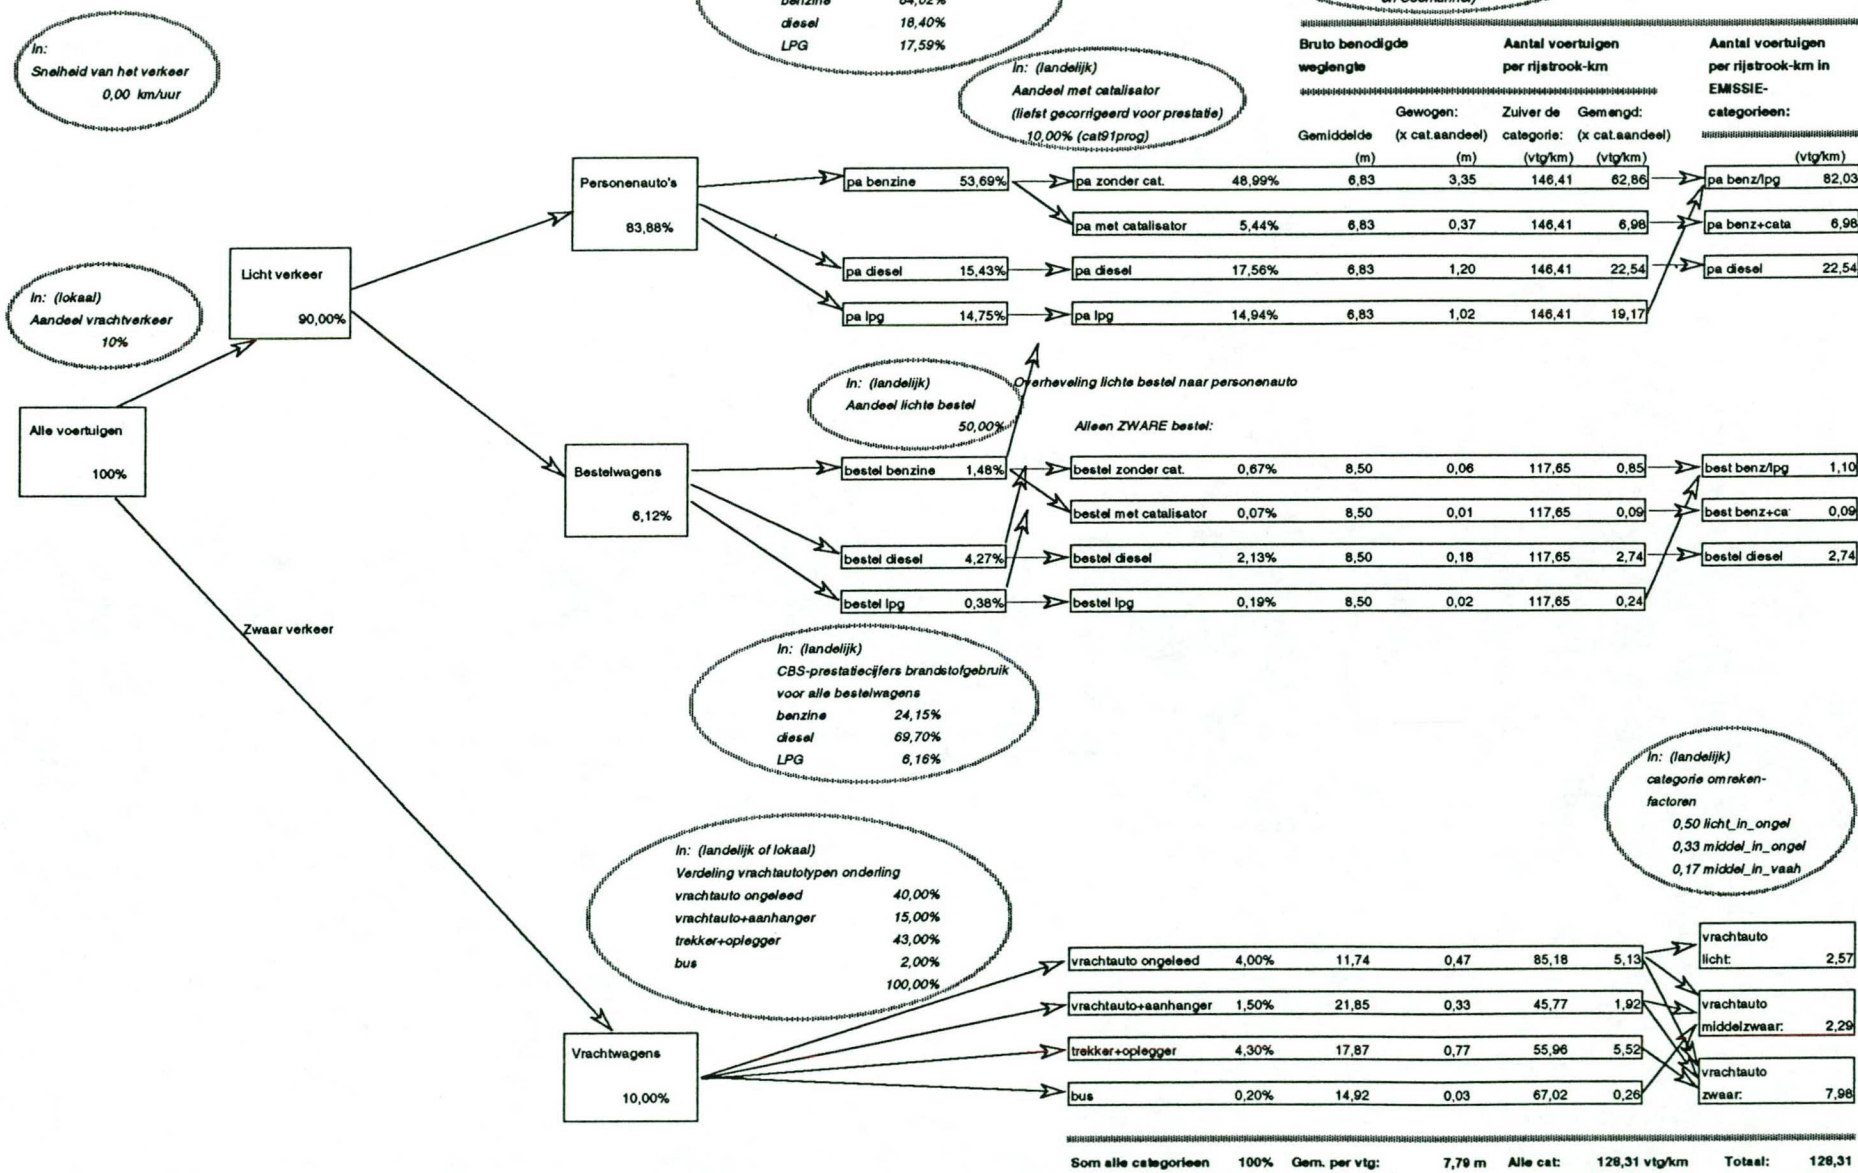 benzine 64,02%
diesel 18,40%
LPG 17,59%
In:
Snelheid van het verkeer
0,00 km/uur
In: (landelijk)
Aandeel met catalisator
(liefst gecorrigeerd voor prestatie)
10,00% (cat91prog)
Bruto benodigde
weglengte
Aantal voertuigen
per rijstrook-km
Aantal voertuigen
per rijstrook-km in
EMISSIE-
categorieen:
Gewogen:
Gemiddelde (x cat.aandeel)
Zuiver de Gemengd:
categorie: (x cat.aandeel)
(m) (m) (vtg/km) (vtg/km) (vtg/km)
Personenauto's
83,88%
pa benzine 53,69%
pa zonder cat. 48,99% 6,83 3,35 146,41 62,86
pa benz/lpg 82,03
pa met catalisator 5,44% 6,83 0,37 146,41 6,98
pa benz+cata 6,98
pa diesel 15,43%
pa diesel 17,56% 6,83 1,20 146,41 22,54
pa diesel 22,54
pa lpg 14,75%
pa lpg 14,94% 6,83 1,02 146,41 19,17
Licht verkeer
90,00%
In: (lokaal)
Aandeel vrachtverkeer
10%
Alle voertuigen
100%
In: (landelijk)
Aandeel lichte bestel
50,00%
Overheveling lichte bestel naar personenauto
Alleen ZWARE bestel:
Bestelwagens
6,12%
bestel benzine 1,48%
bestel zonder cat. 0,67% 8,50 0,06 117,65 0,85
best benz/lpg 1,10
bestel met catalisator 0,07% 8,50 0,01 117,65 0,09
best benz+ca 0,09
bestel diesel 4,27%
bestel diesel 2,13% 8,50 0,18 117,65 2,74
bestel diesel 2,74
bestel lpg 0,38%
bestel lpg 0,19% 8,50 0,02 117,65 0,24
Zwaar verkeer
In: (landelijk)
CBS-prestatiecijfers brandstofgebruik
voor alle bestelwagens
benzine 24,15%
diesel 69,70%
LPG 6,16%
In: (landelijk)
categorie omreken-
factoren
0,50 licht_in_ongel
0,33 middel_in_ongel
0,17 middel_in_vaah
In: (landelijk of lokaal)
Verdeling vrachtautotypen onderling
vrachtauto ongeleed 40,00%
vrachtauto+aanhanger 15,00%
trekker+oplegger 43,00%
bus 2,00%
100,00%
Vrachtwagens
10,00%
vrachtauto ongeleed 4,00% 11,74 0,47 85,18 5,13
vrachtauto
licht: 2,57
vrachtauto+aanhanger 1,50% 21,85 0,33 45,77 1,92
vrachtauto
middelzwaar: 2,29
trekker+oplegger 4,30% 17,87 0,77 55,96 5,52
vrachtauto
zwaar: 7,98
bus 0,20% 14,92 0,03 67,02 0,26
Som alle categorieen 100% Gem. per vtg: 7,79 m Alle cat: 128,31 vtg/km Totaal: 128,31